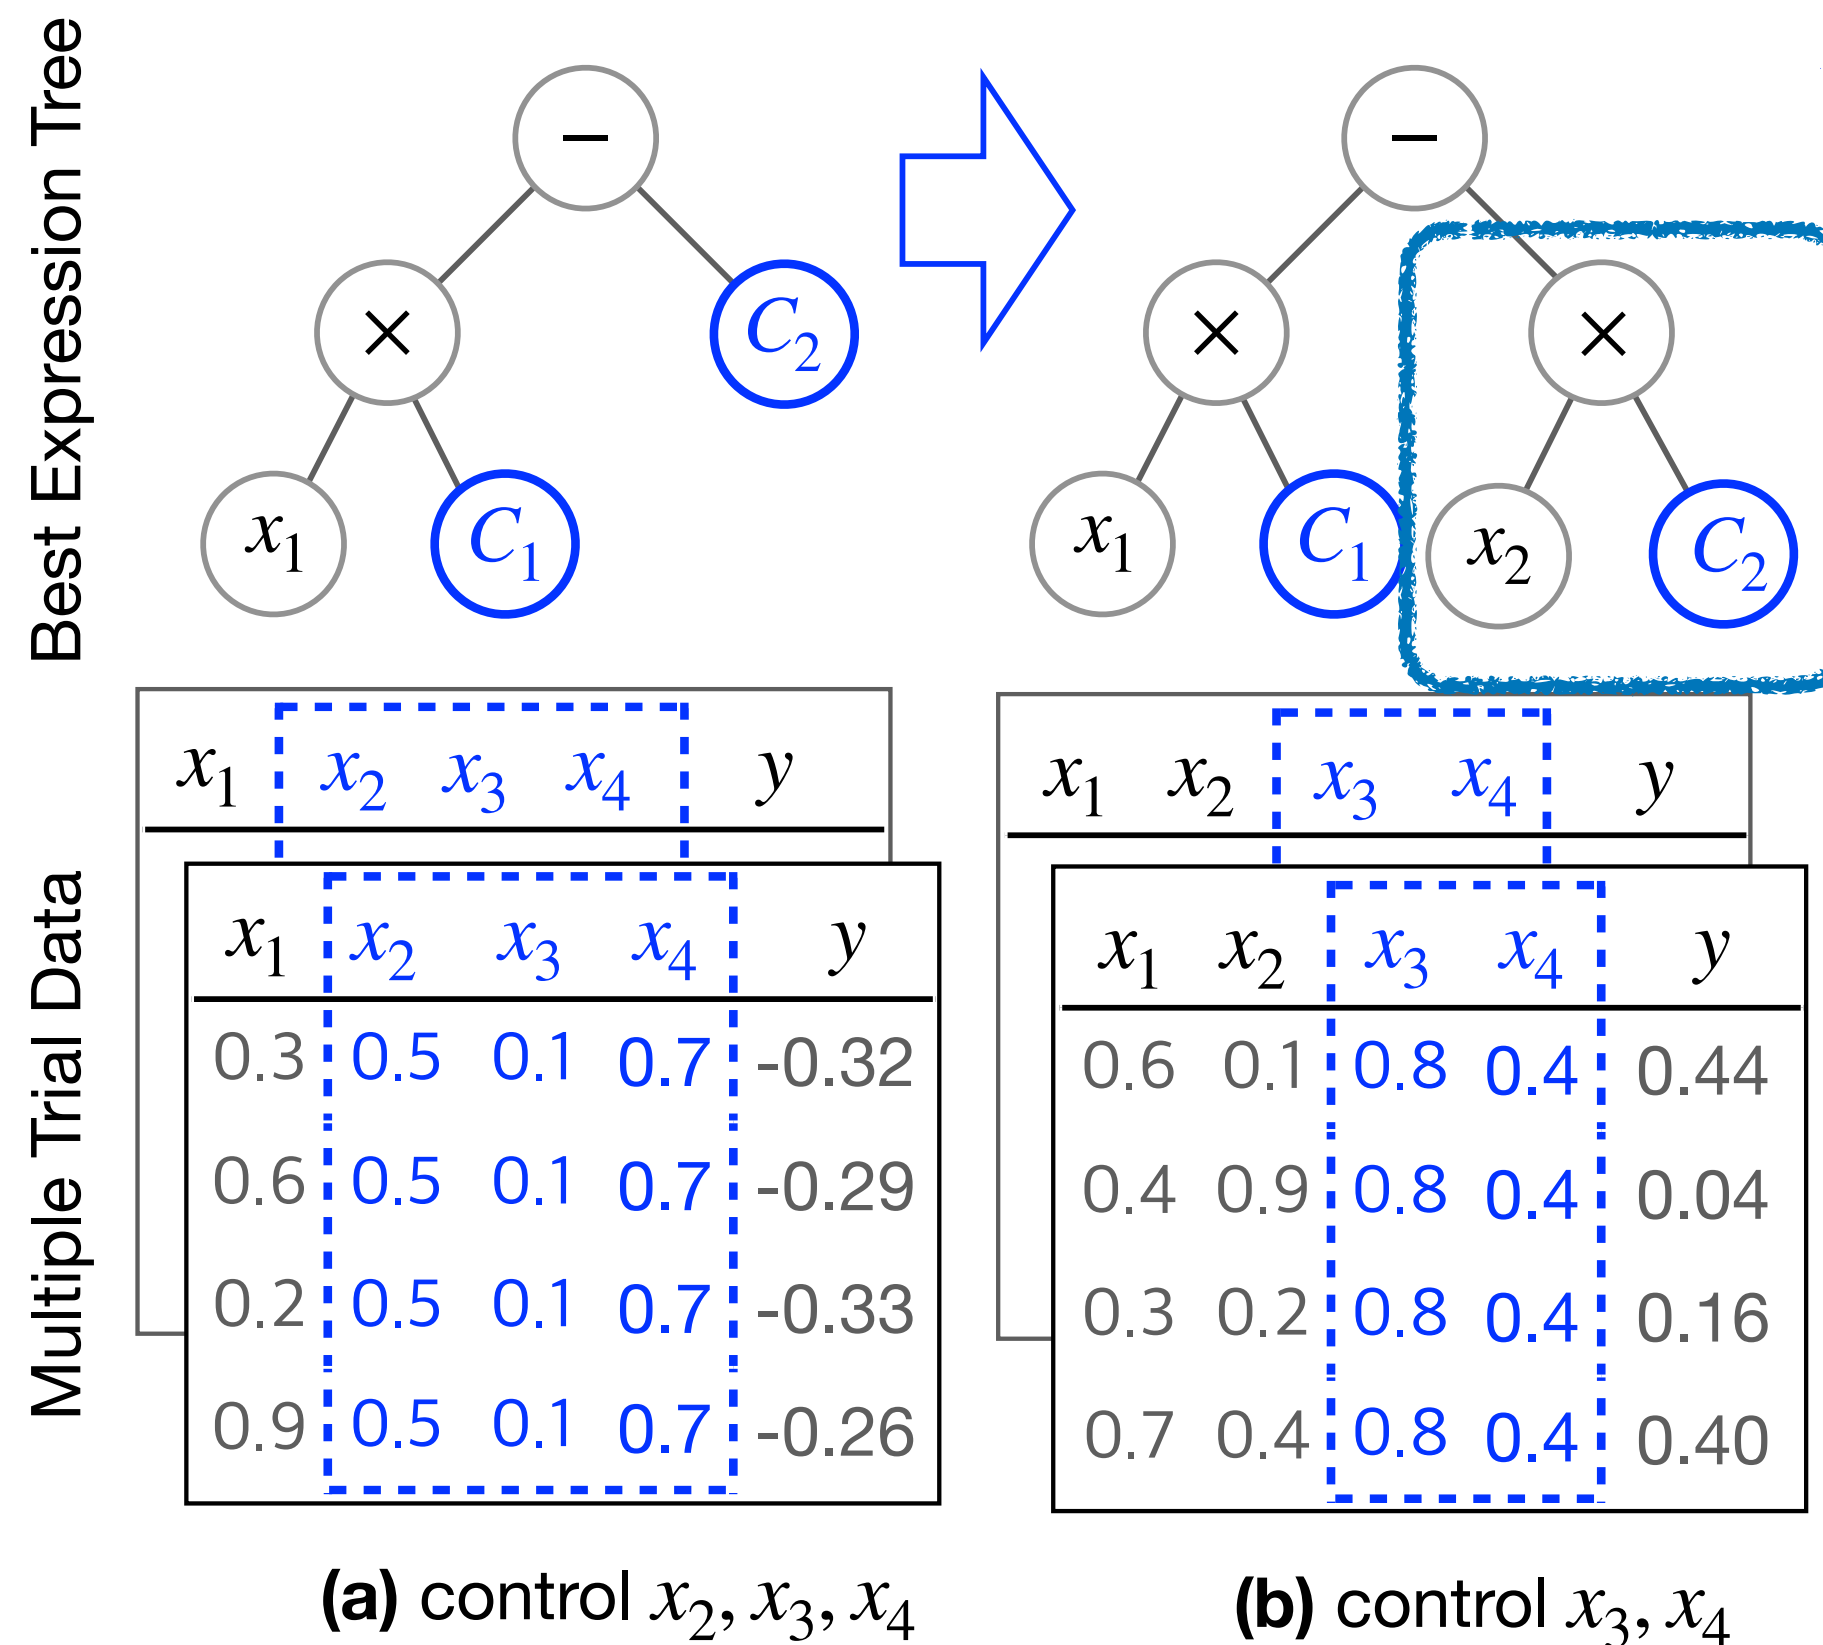 Best Expression Tree
−
×
C₂
x₁
C₁
−
×
×
x₁
C₁
x₂
C₂
Multiple Trial Data
x₁ x₂ x₃ x₄ y
x₁ x₂ x₃ x₄ y
0.3 0.5 0.1 0.7 -0.32
0.6 0.5 0.1 0.7 -0.29
0.2 0.5 0.1 0.7 -0.33
0.9 0.5 0.1 0.7 -0.26
(a) control x₂, x₃, x₄
x₁ x₂ x₃ x₄ y
x₁ x₂ x₃ x₄ y
0.6 0.1 0.8 0.4 0.44
0.4 0.9 0.8 0.4 0.04
0.3 0.2 0.8 0.4 0.16
0.7 0.4 0.8 0.4 0.40
(b) control x₃, x₄